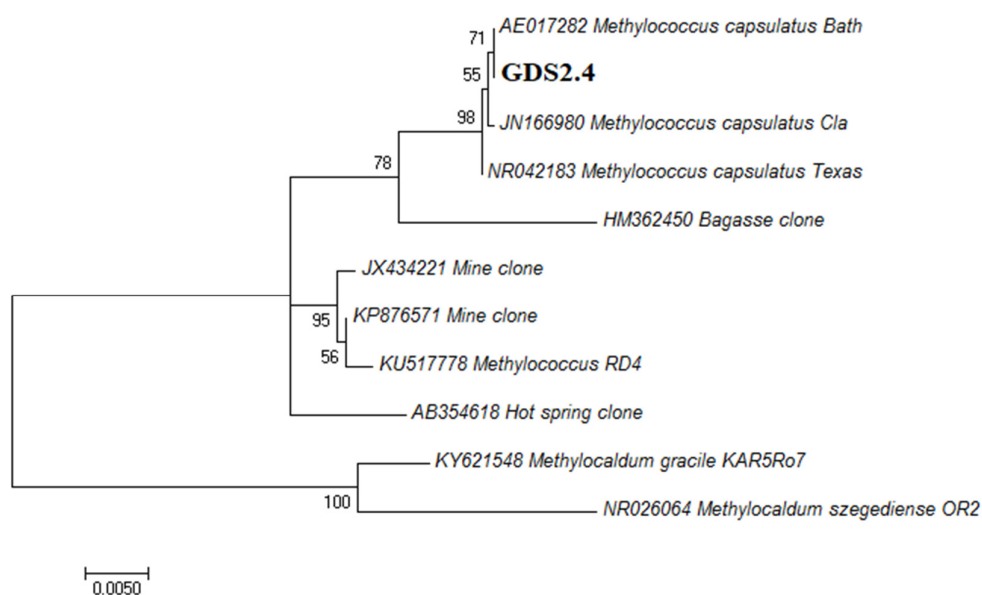 AE017282 Methylococcus capsulatus Bath
71
GDS2.4
55
JN166980 Methylococcus capsulatus Cla
98
NR042183 Methylococcus capsulatus Texas
78
HM362450 Bagasse clone
JX434221 Mine clone
KP876571 Mine clone
95
56
KU517778 Methylococcus RD4
AB354618 Hot spring clone
KY621548 Methylocaldum gracile KAR5Ro7
100
NR026064 Methylocaldum szegediense OR2
0.0050